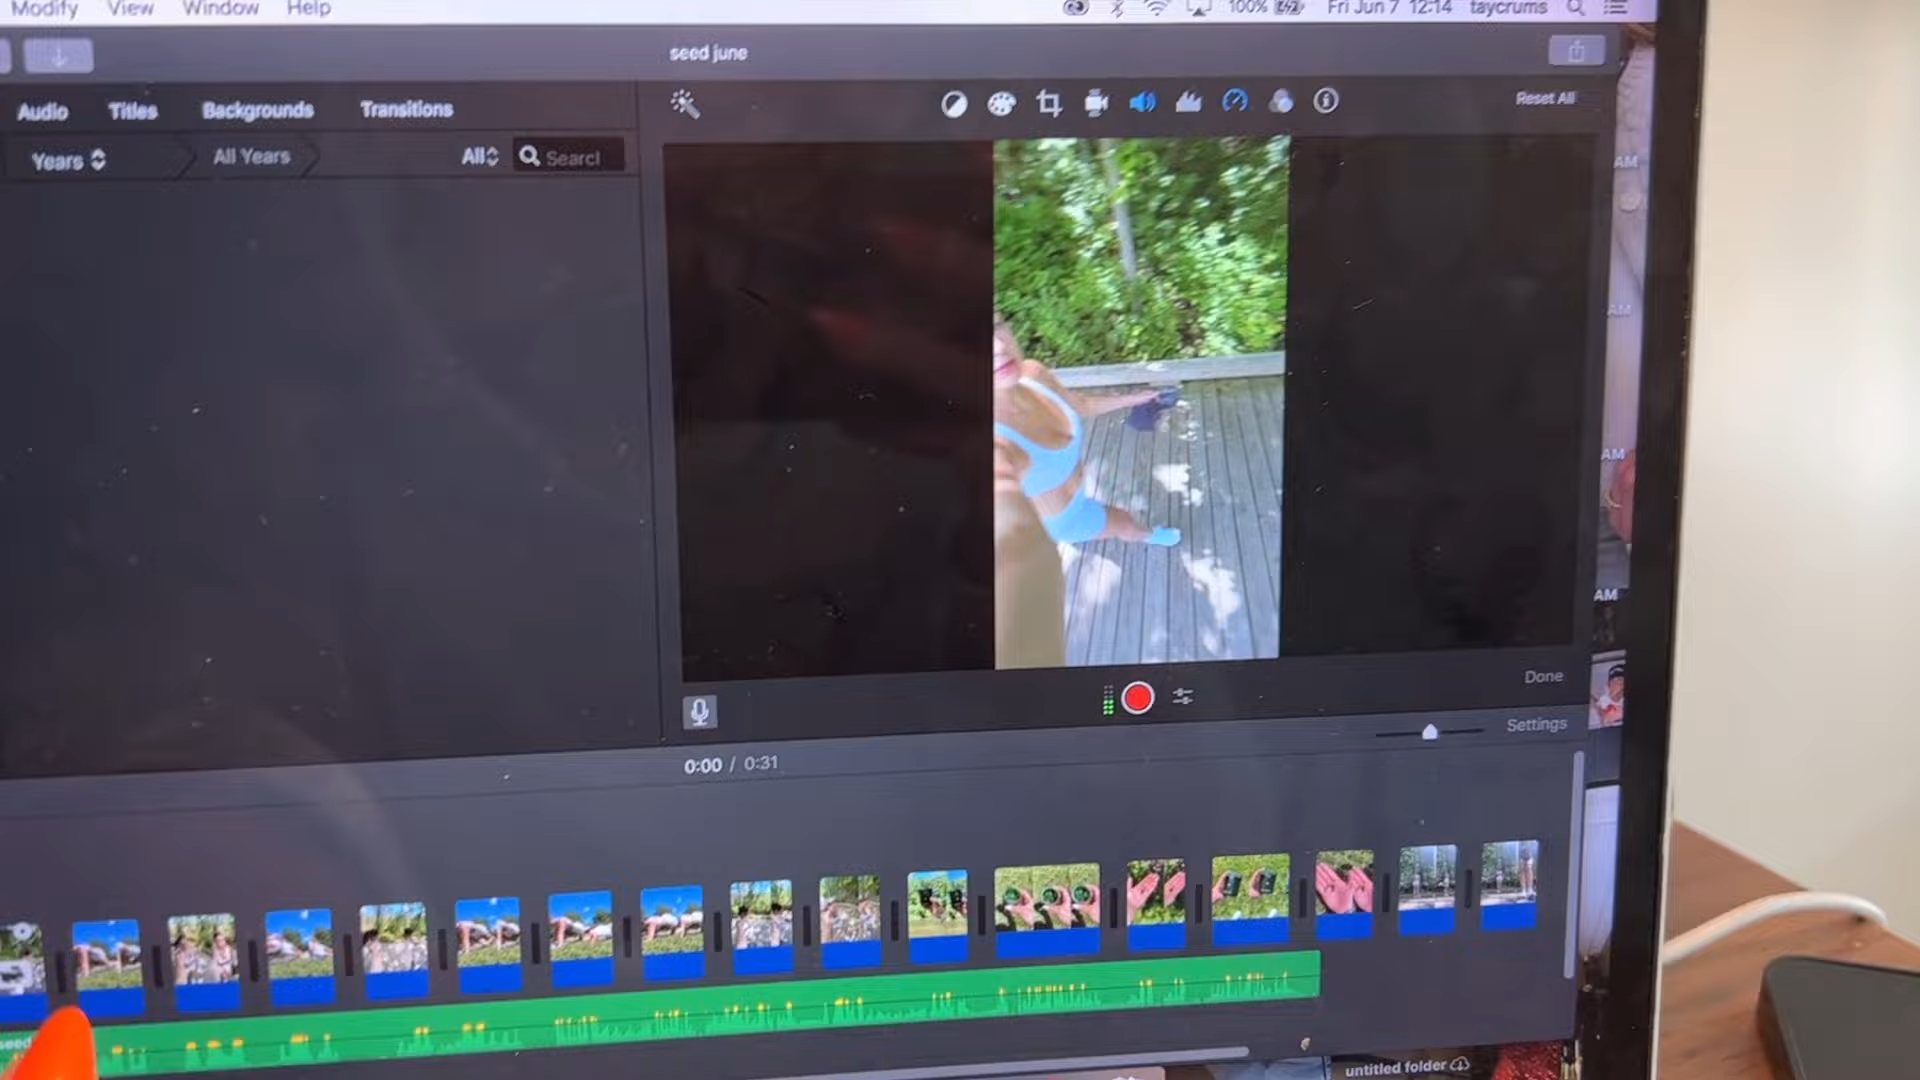 Modify View Window Help
100% Fri Jun 7 12:14 taycrums
seed june
Audio Titles Backgrounds Transitions
Reset All
Years All Years All Searcl
AM
AM
AM
AM
Done
Settings
0:00 / 0:31
seed
untitled folder